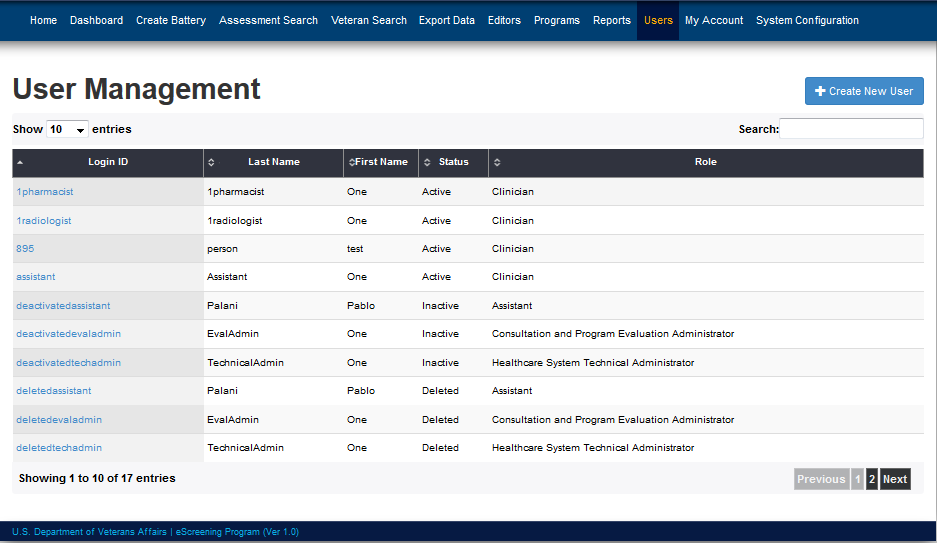 Home Dashboard Create Battery Assessment Search Veteran Search Export Data Editors Programs Reports Users My Account System Configuration
User Management
Create New User
Show 10 entries Search:
Login ID Last Name First Name Status Role
1pharmacist 1pharmacist One Active Clinician
1radiologist 1radiologist One Active Clinician
895 person test Active Clinician
assistant Assistant One Active Clinician
deactivatedassistant Palani Pablo Inactive Assistant
deactivatedevaladmin EvalAdmin One Inactive Consultation and Program Evaluation Administrator
deactivatedtechadmin TechnicalAdmin One Inactive Healthcare System Technical Administrator
deletedassistant Palani Pablo Deleted Assistant
deletedevaladmin EvalAdmin One Deleted Consultation and Program Evaluation Administrator
deletedtechadmin TechnicalAdmin One Deleted Healthcare System Technical Administrator
Showing 1 to 10 of 17 entries Previous 1 2 Next
U.S. Department of Veterans Affairs | eScreening Program (Ver 1.0)